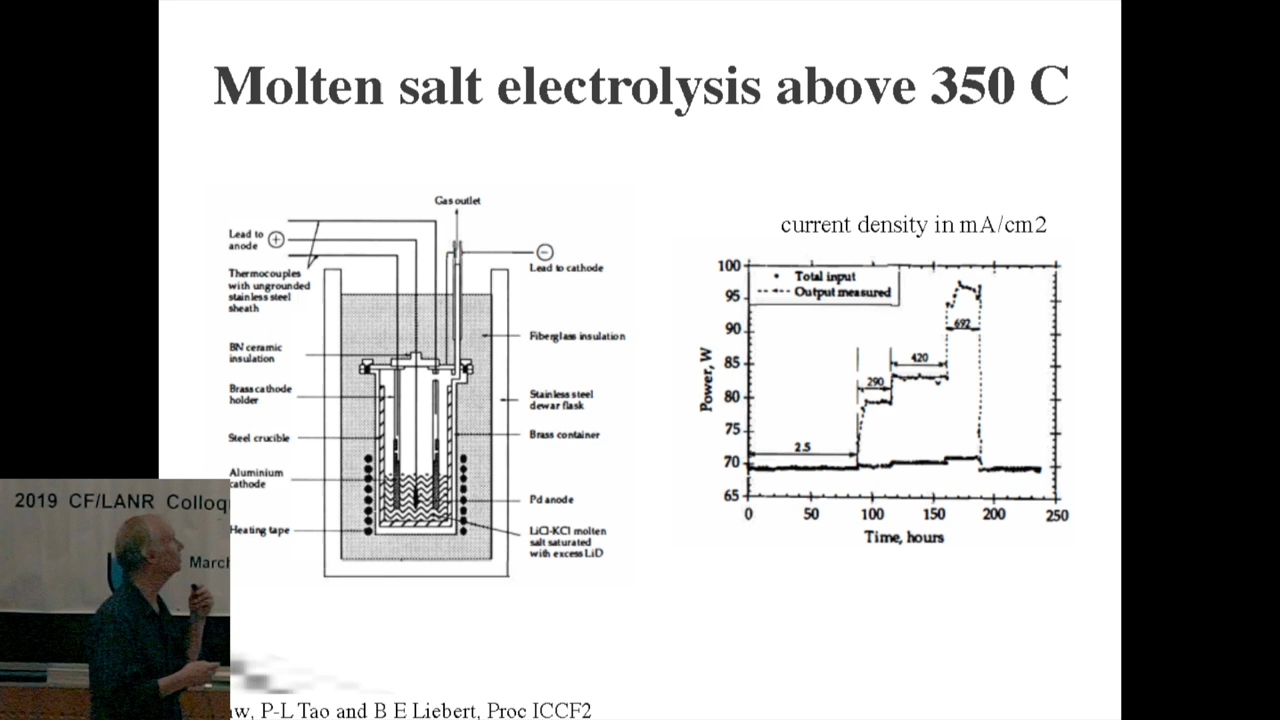 Molten salt electrolysis above 350 C
Gas outlet
Lead to
anode
+
−
Lead to cathode
Thermocouples
with ungrounded
stainless steel
sheath
Fiberglass insulation
BN ceramic
insulation
Brass cathode
holder
Stainless steel
dewar flask
Steel crucible
Brass container
Aluminium
cathode
Pd anode
Heating tape
LiCl-KCl molten
salt saturated
with excess LiD
current density in mA/cm2
Total input
Output measured
100
95
90
85
80
75
70
65
Power, W
2.5
290
420
692
0
50
100
150
200
250
Time, hours
2019 CF/LANR Colloq
March
aw, P-L Tao and B E Liebert, Proc ICCF2